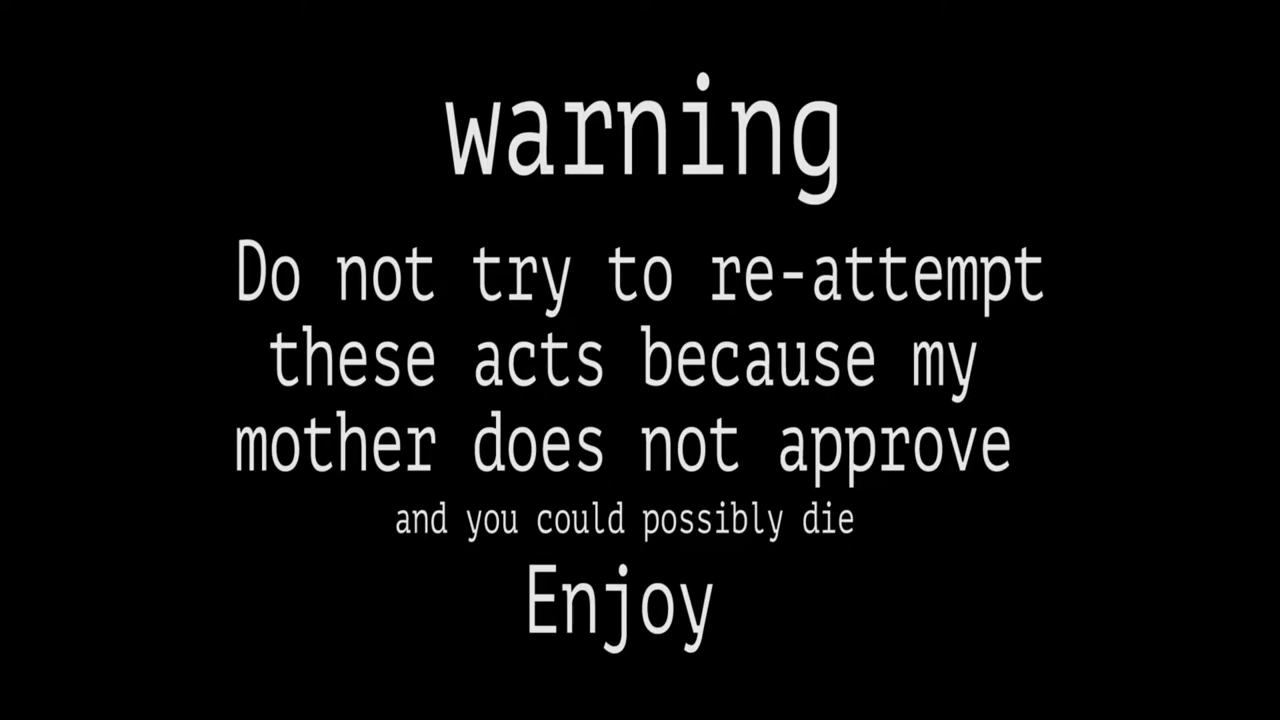 warning
Do not try to re-attempt
these acts because my
mother does not approve
and you could possibly die
Enjoy